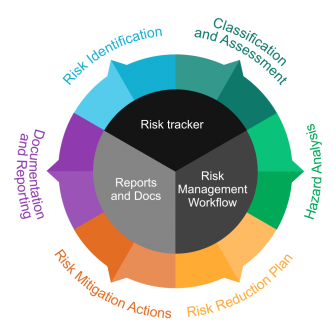 Risk Identification
Classification
and Assessment
Hazard Analysis
Risk Reduction Plan
Risk Mitigation Actions
Documentation
and Reporting
Risk tracker
Risk
Management
Workflow
Reports
and Docs